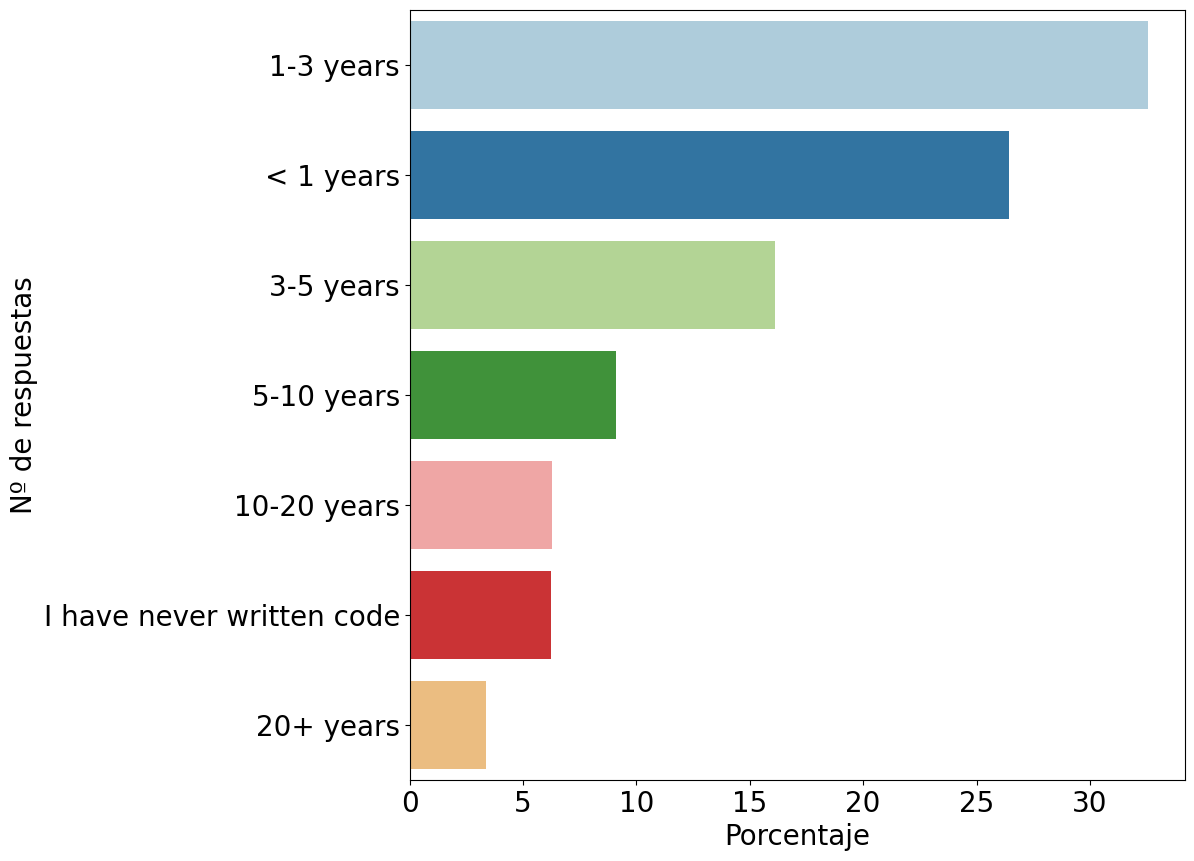 1-3 years
< 1 years
3-5 years
5-10 years
10-20 years
I have never written code
20+ years
Nº de respuestas
0 5 10 15 20 25 30
Porcentaje